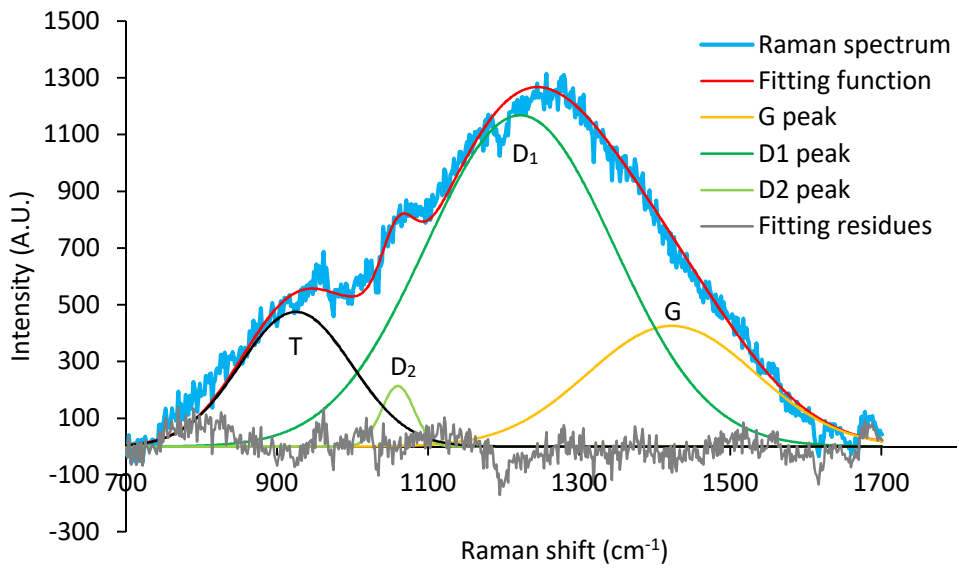 1500
1300
1100
900
700
500
300
100
-100
-300
Intensity (A.U.)
Raman spectrum
Fitting function
G peak
D1 peak
D2 peak
Fitting residues
D₁
T
D₂
G
700 900 1100 1300 1500 1700
Raman shift (cm⁻¹)